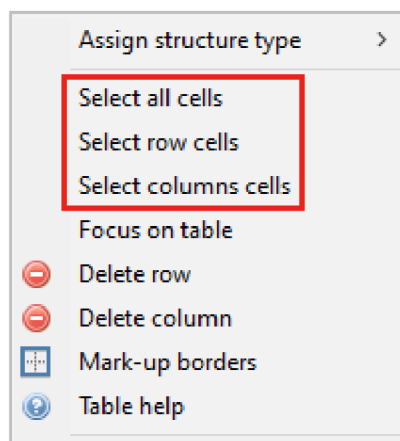 Assign structure type
Select all cells
Select row cells
Select columns cells
Focus on table
Delete row
Delete column
Mark-up borders
Table help